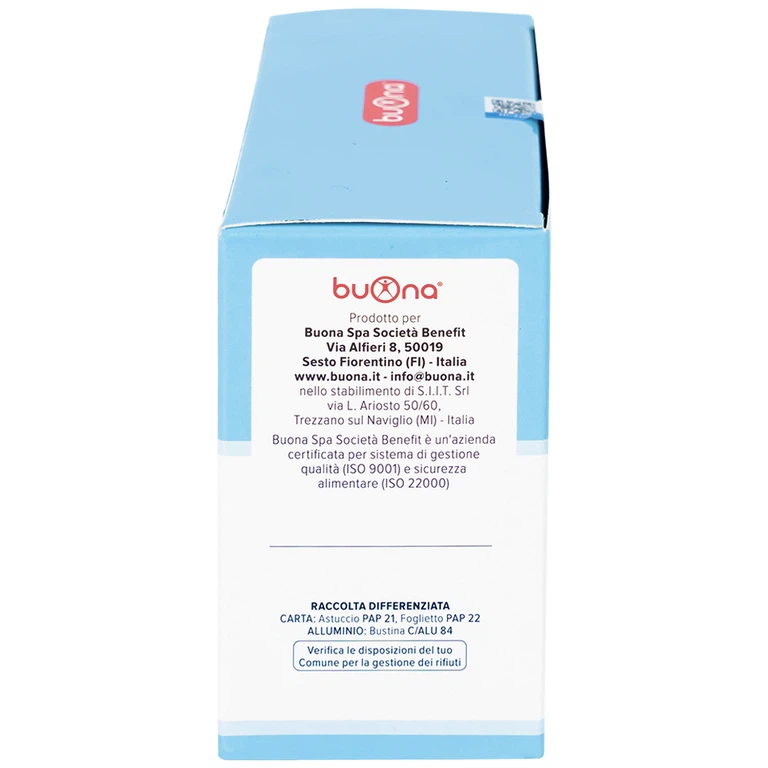 buona
buona®
Prodotto per
Buona Spa Società Benefit
Via Alfieri 8, 50019
Sesto Fiorentino (FI) - Italia
www.buona.it - info@buona.it
nello stabilimento di S.I.I.T. Srl
via L. Ariosto 50/60,
Trezzano sul Naviglio (MI) - Italia
Buona Spa Società Benefit è un'azienda
certificata per sistema di gestione
qualità (ISO 9001) e sicurezza
alimentare (ISO 22000)
RACCOLTA DIFFERENZIATA
CARTA: Astuccio PAP 21, Foglietto PAP 22
ALLUMINIO: Bustina C/ALU 84
Verifica le disposizioni del tuo
Comune per la gestione dei rifiuti